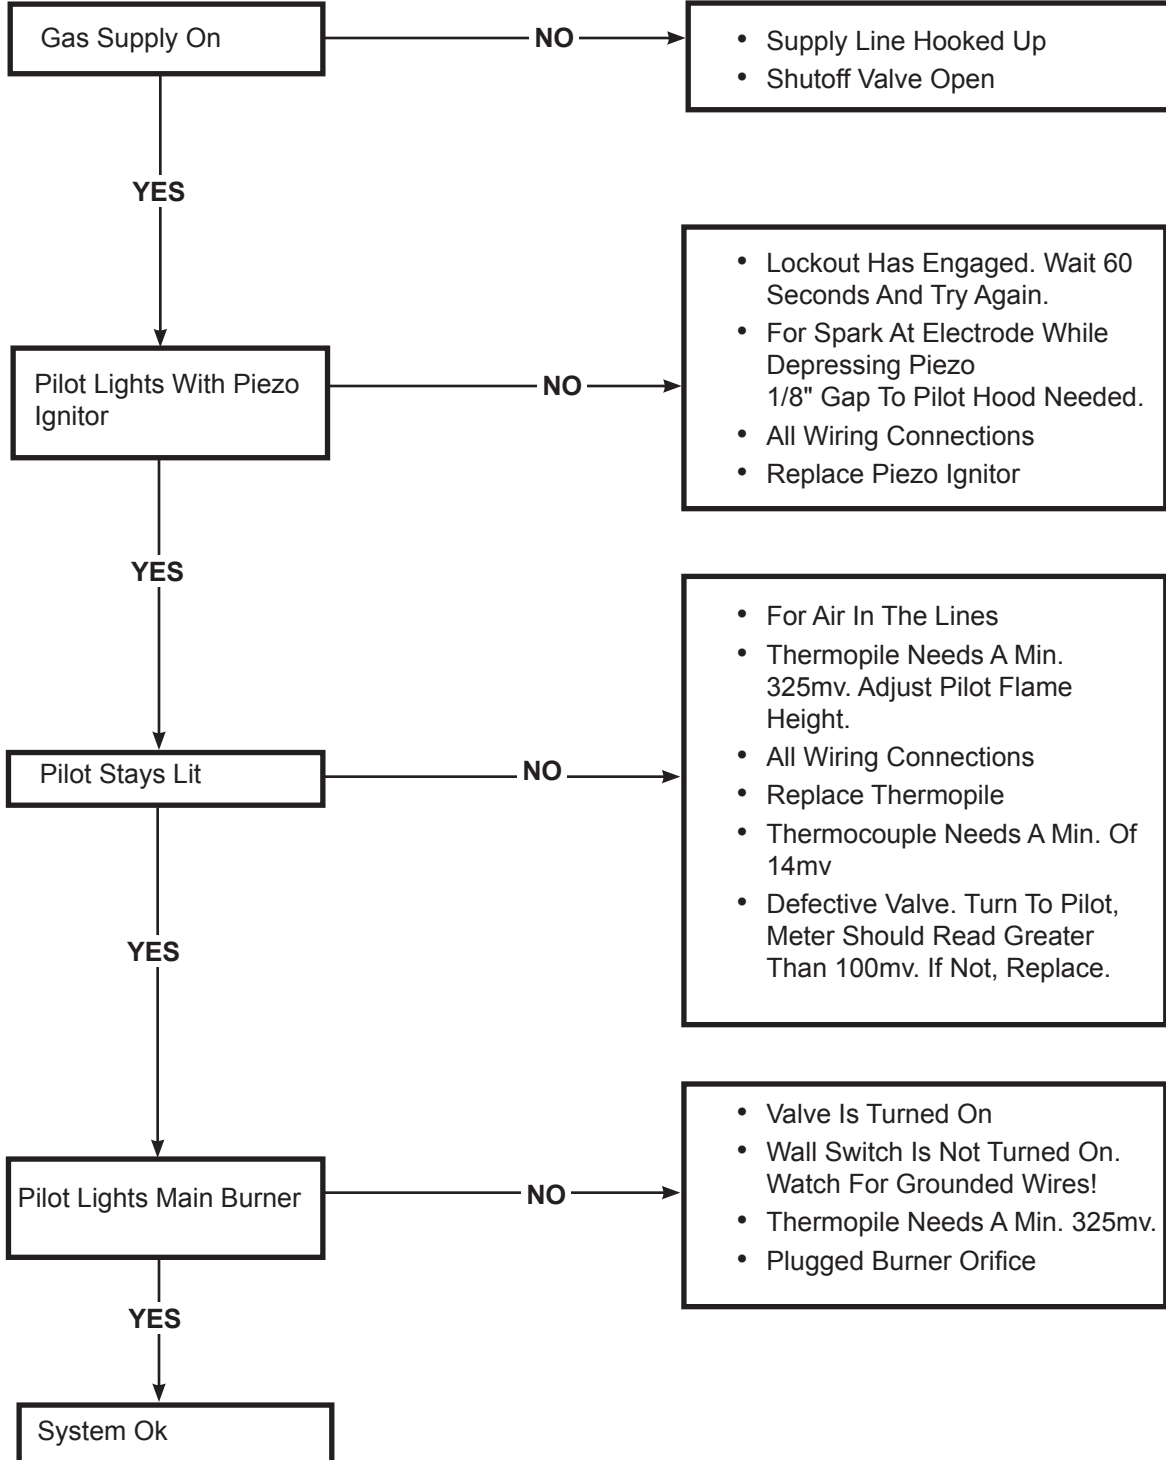 Gas Supply On
NO
• Supply Line Hooked Up
• Shutoff Valve Open
YES
Pilot Lights With Piezo
Ignitor
NO
• Lockout Has Engaged. Wait 60
Seconds And Try Again.
• For Spark At Electrode While
Depressing Piezo
1/8" Gap To Pilot Hood Needed.
• All Wiring Connections
• Replace Piezo Ignitor
YES
Pilot Stays Lit
NO
• For Air In The Lines
• Thermopile Needs A Min.
325mv. Adjust Pilot Flame
Height.
• All Wiring Connections
• Replace Thermopile
• Thermocouple Needs A Min. Of
14mv
• Defective Valve. Turn To Pilot,
Meter Should Read Greater
Than 100mv. If Not, Replace.
YES
Pilot Lights Main Burner
NO
• Valve Is Turned On
• Wall Switch Is Not Turned On.
Watch For Grounded Wires!
• Thermopile Needs A Min. 325mv.
• Plugged Burner Orifice
YES
System Ok